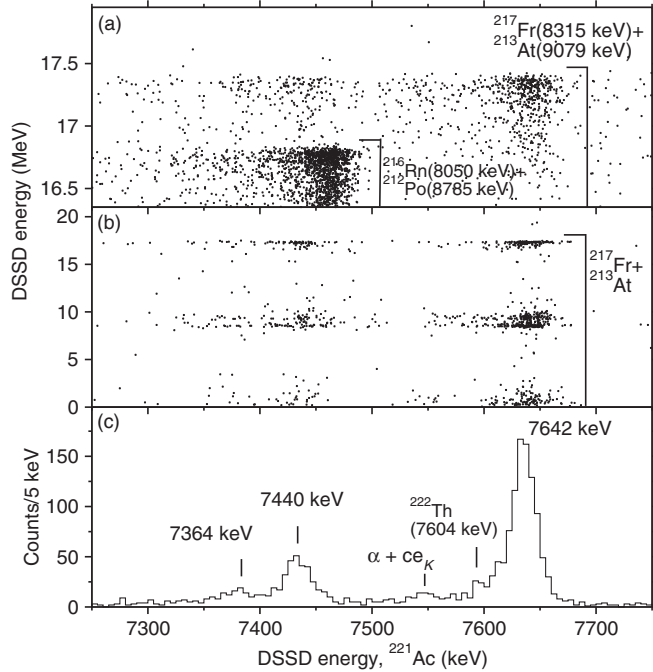 (a)
²¹⁷Fr(8315 keV)+
²¹³At(9079 keV)
17.5
17
16.5
DSSD energy (MeV)
²¹⁶Rn(8050 keV)+
²¹²Po(8785 keV)
(b)
20
15
10
5
0
²¹⁷Fr+
²¹³At
(c)
7642 keV
150
100
50
0
Counts/5 keV
7364 keV
7440 keV
²²²Th
(7604 keV)
α + ceK
7300
7400
7500
7600
7700
DSSD energy, ²²¹Ac (keV)